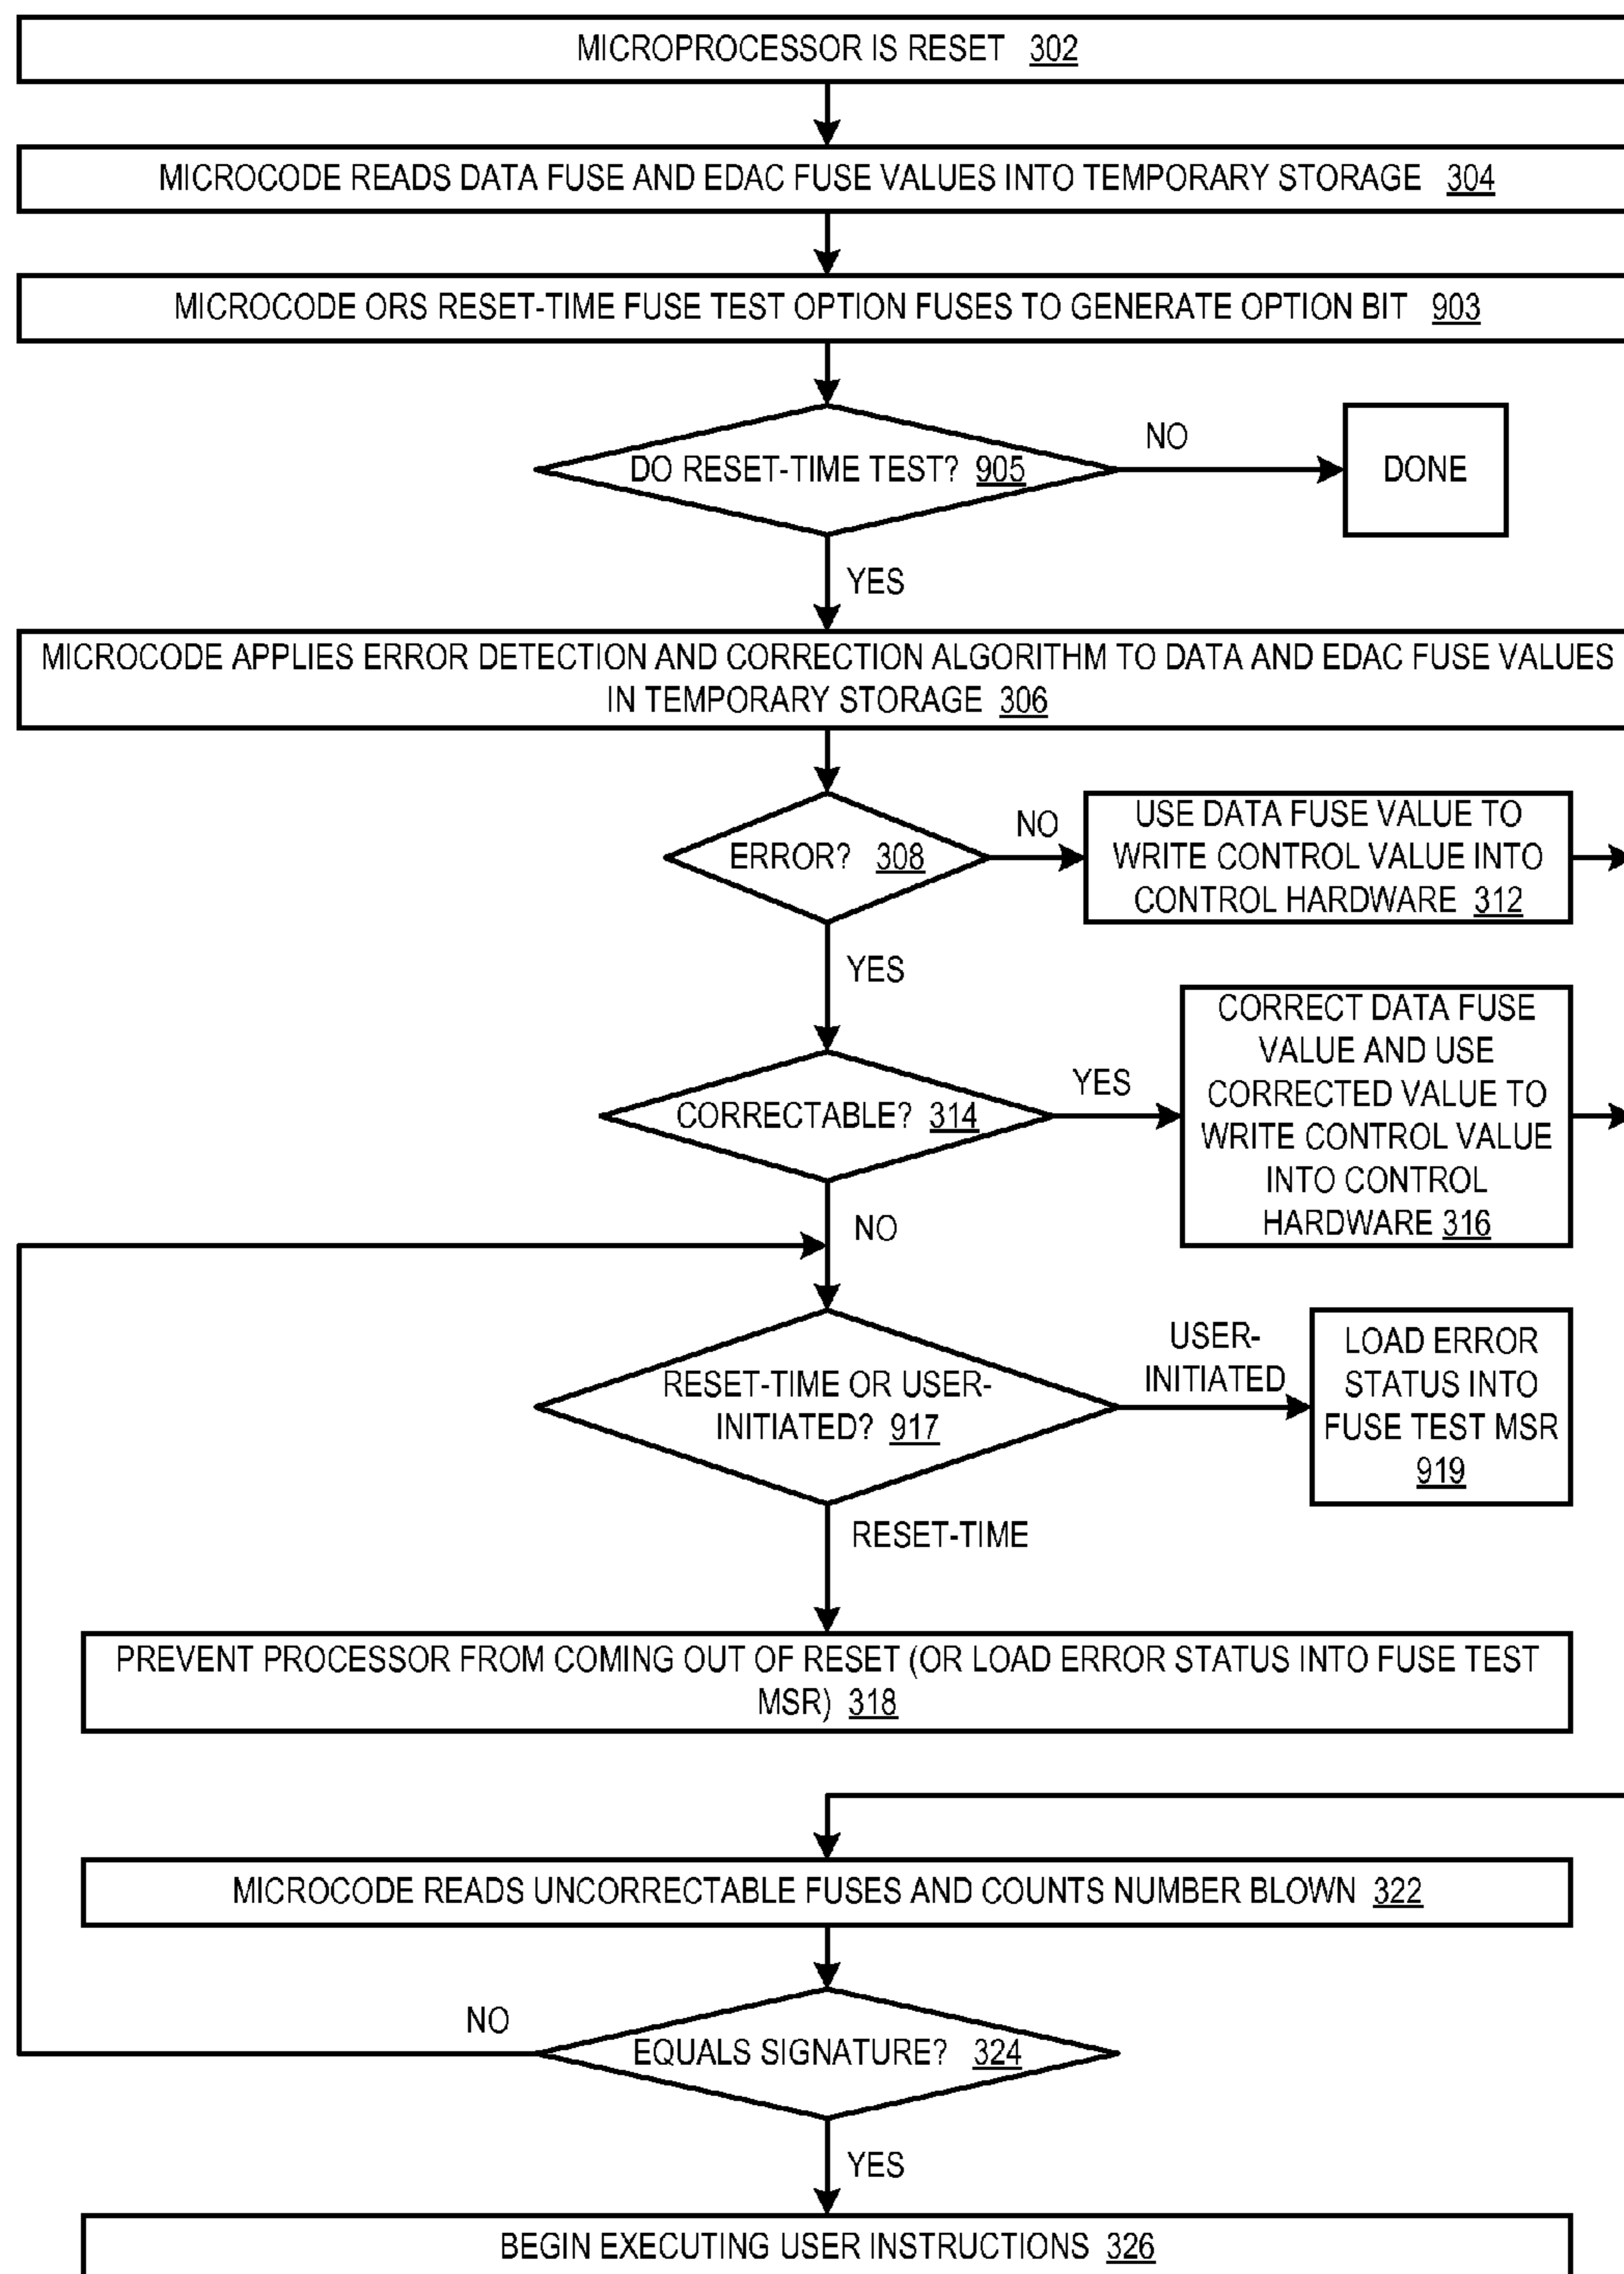 MICROPROCESSOR IS RESET 302
MICROCODE READS DATA FUSE AND EDAC FUSE VALUES INTO TEMPORARY STORAGE 304
MICROCODE ORS RESET-TIME FUSE TEST OPTION FUSES TO GENERATE OPTION BIT 903
DO RESET-TIME TEST? 905
NO
DONE
YES
MICROCODE APPLIES ERROR DETECTION AND CORRECTION ALGORITHM TO DATA AND EDAC FUSE VALUES
IN TEMPORARY STORAGE 306
ERROR? 308
NO
USE DATA FUSE VALUE TO
WRITE CONTROL VALUE INTO
CONTROL HARDWARE 312
YES
CORRECTABLE? 314
YES
CORRECT DATA FUSE
VALUE AND USE
CORRECTED VALUE TO
WRITE CONTROL VALUE
INTO CONTROL
HARDWARE 316
NO
RESET-TIME OR USER-
INITIATED? 917
USER-
INITIATED
LOAD ERROR
STATUS INTO
FUSE TEST MSR
919
RESET-TIME
PREVENT PROCESSOR FROM COMING OUT OF RESET (OR LOAD ERROR STATUS INTO FUSE TEST
MSR) 318
MICROCODE READS UNCORRECTABLE FUSES AND COUNTS NUMBER BLOWN 322
NO
EQUALS SIGNATURE? 324
YES
BEGIN EXECUTING USER INSTRUCTIONS 326